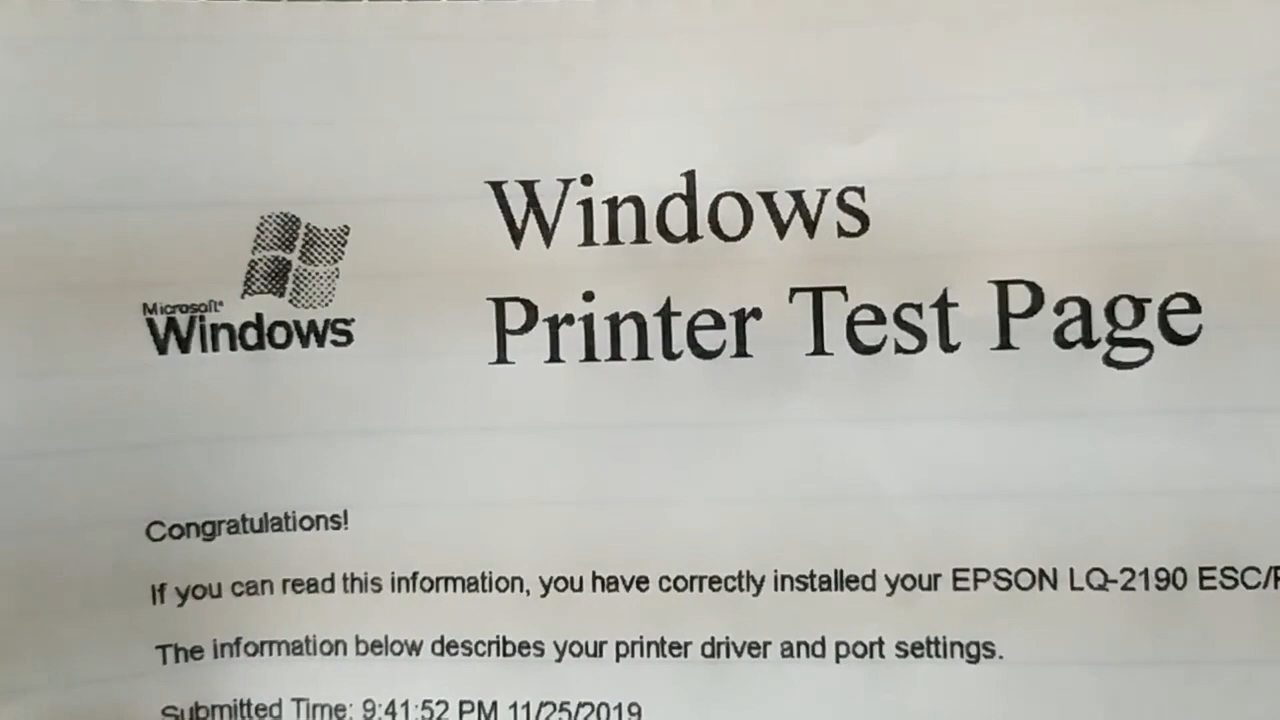 Windows
Printer Test Page
Microsoft®
Windows
Congratulations!
If you can read this information, you have correctly installed your EPSON LQ-2190 ESC/
The information below describes your printer driver and port settings.
Submitted Time: 9:41:52 PM 11/25/2019